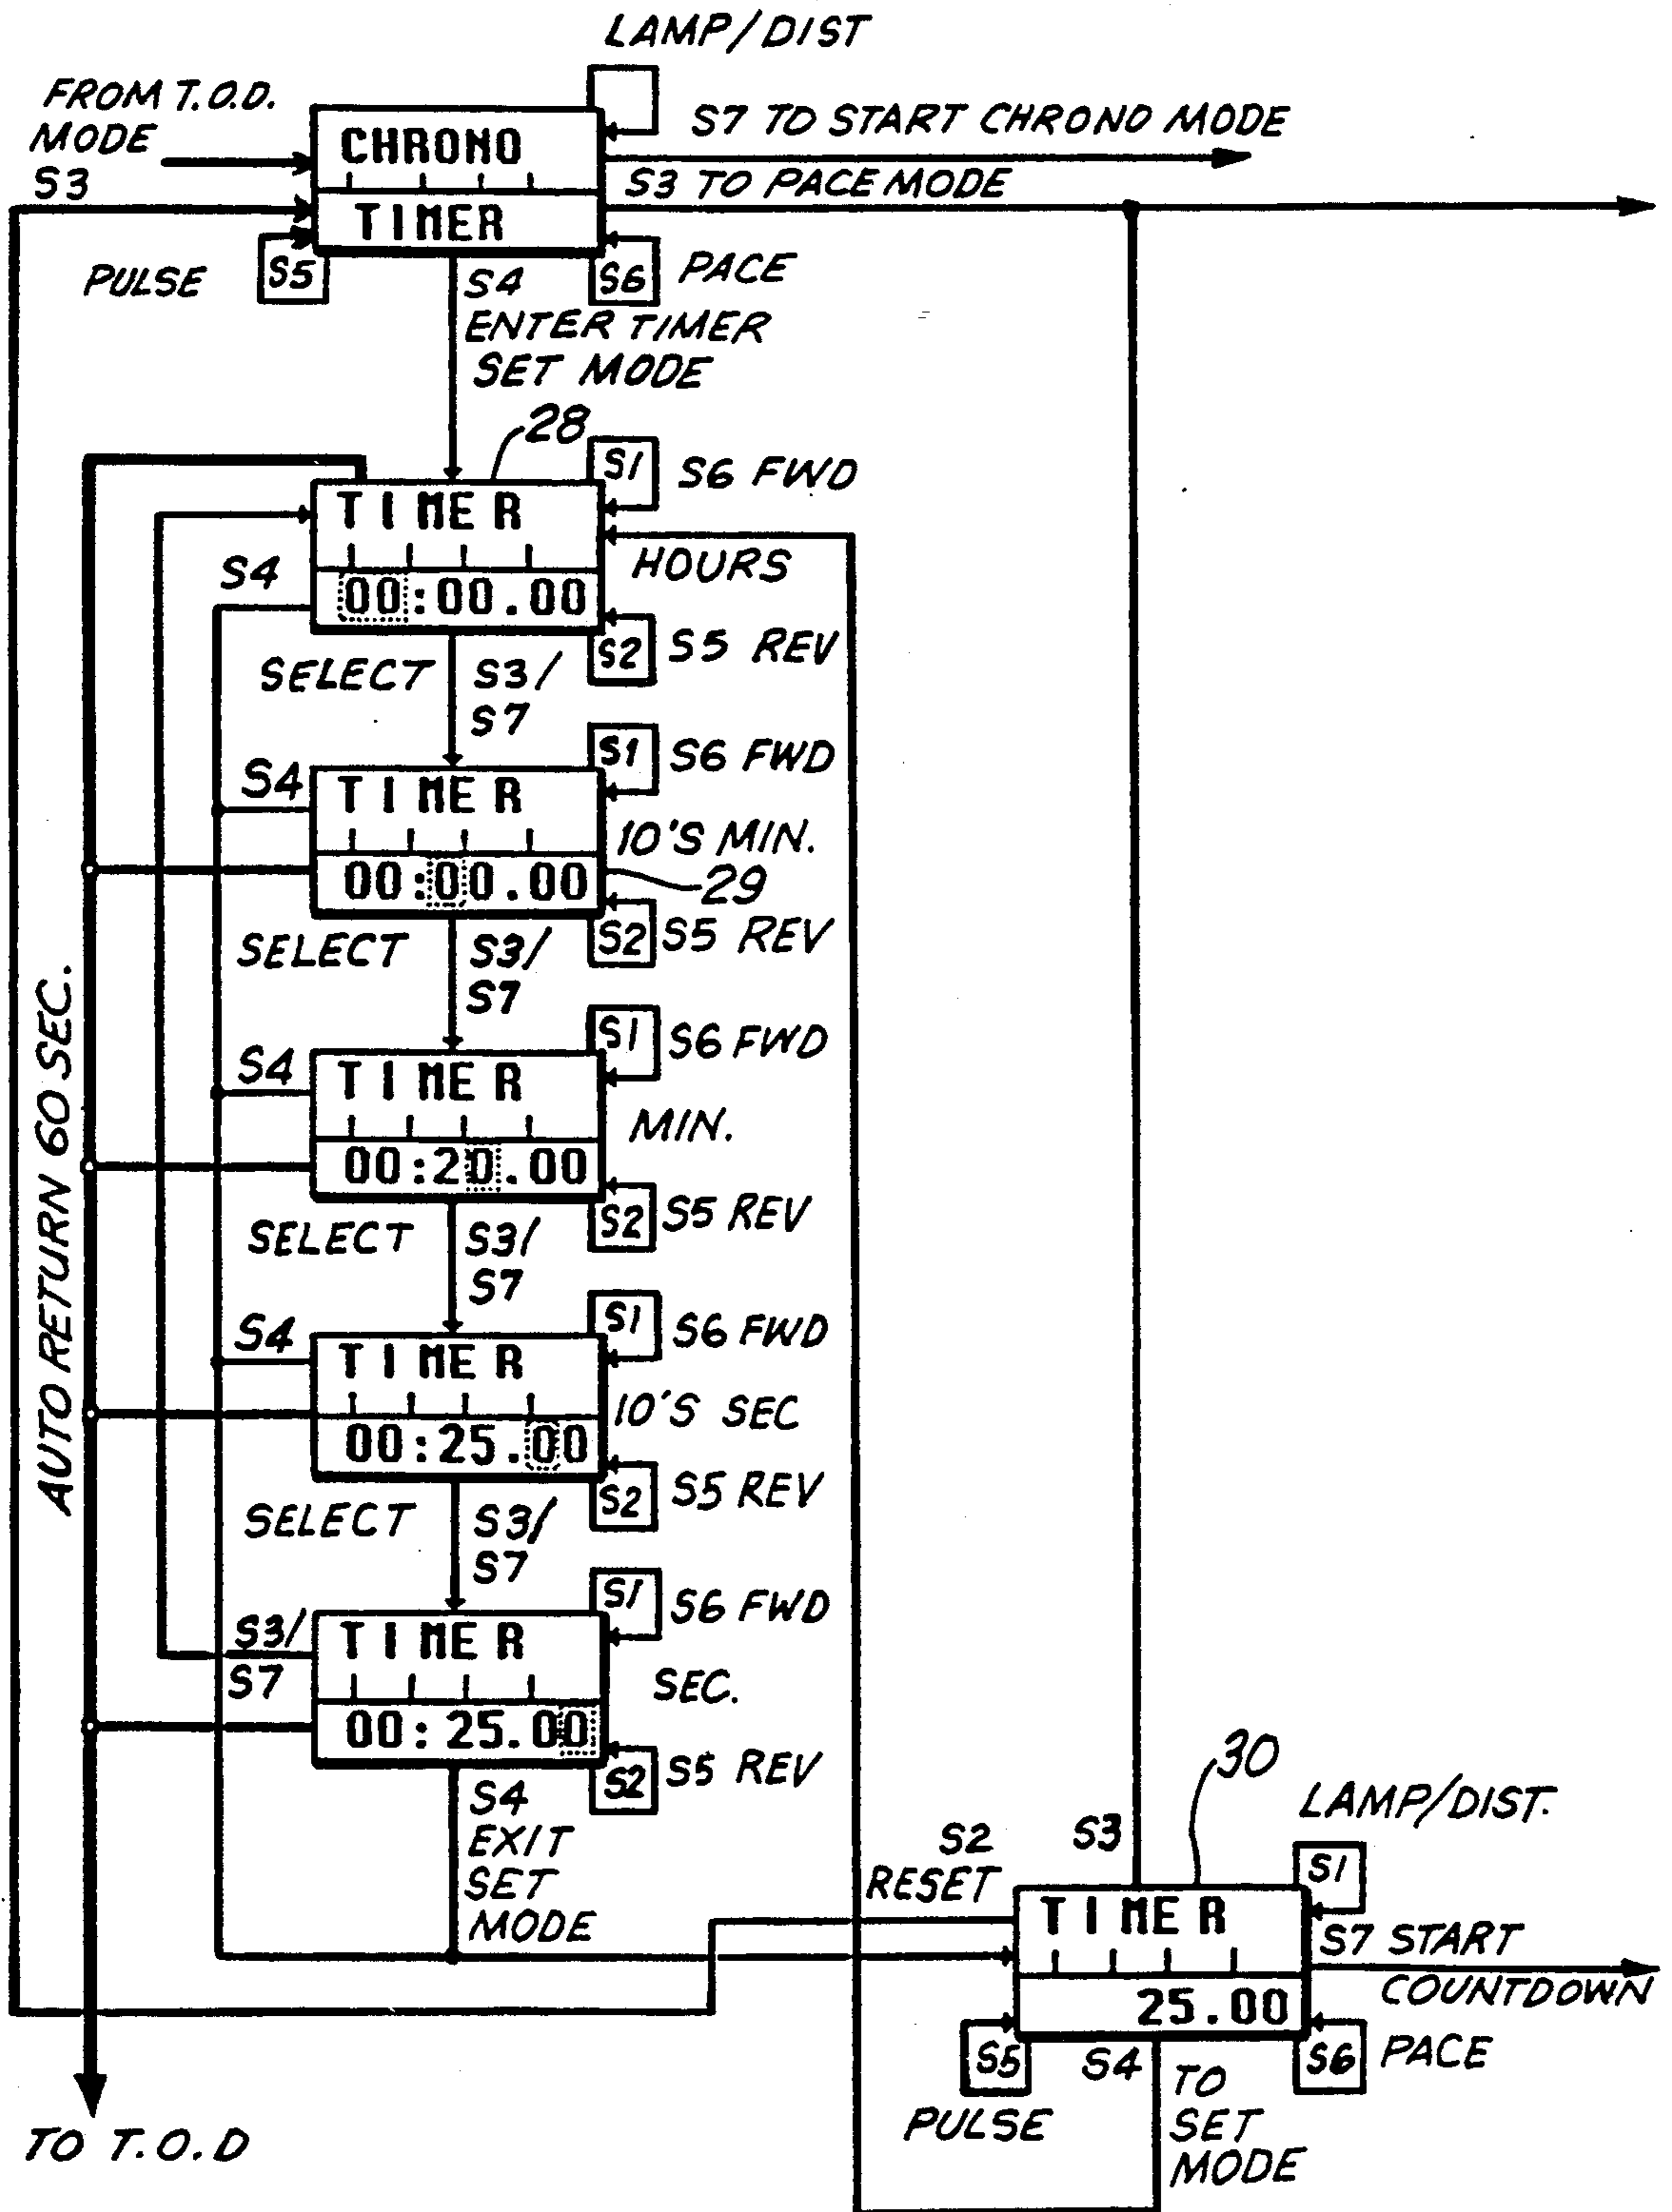 LAMP/DIST
FROM T.O.D.
MODE
S3
CHRONO
TIMER
S7 TO START CHRONO MODE
S3 TO PACE MODE
PULSE
S5
S6
PACE
S4
ENTER TIMER
SET MODE
28
TIMER
00:00.00
S1
S6 FWD
HOURS
S4
S2
S5 REV
SELECT
S3/
S7
S4
TIMER
00:00.00
S1
S6 FWD
10'S MIN.
29
S2
S5 REV
SELECT
S3/
S7
S4
TIMER
00:20.00
S1
S6 FWD
MIN.
S2
S5 REV
SELECT
S3/
S7
AUTO RETURN 60 SEC.
S4
TIMER
00:25.00
S1
S6 FWD
10'S SEC
S2
S5 REV
SELECT
S3/
S7
S3/
S7
TIMER
00:25.00
S1
S6 FWD
SEC.
S2
S5 REV
S4
EXIT
SET
MODE
S2
RESET
S3
30
LAMP/DIST.
S1
TIMER
25.00
S7 START
COUNTDOWN
S5
PULSE
S4
TO
SET
MODE
S6
PACE
TO T.O.D